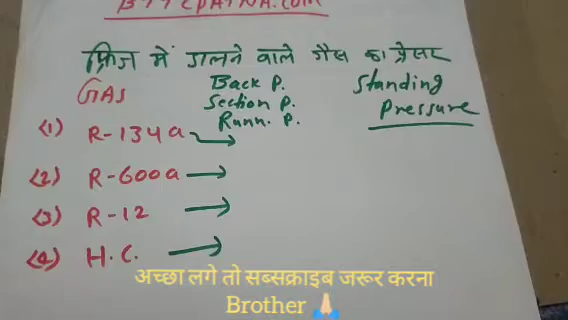 फ्रिज में डालने वाले गैस का प्रेसर
GAS Back P. Standing
Section P. Pressure
Runn. P.
(1) R-134a
(2) R-600a
(3) R-12
(4) H.C.
अच्छा लगे तो सब्सक्राइब जरूर करना
Brother 🙏🏻